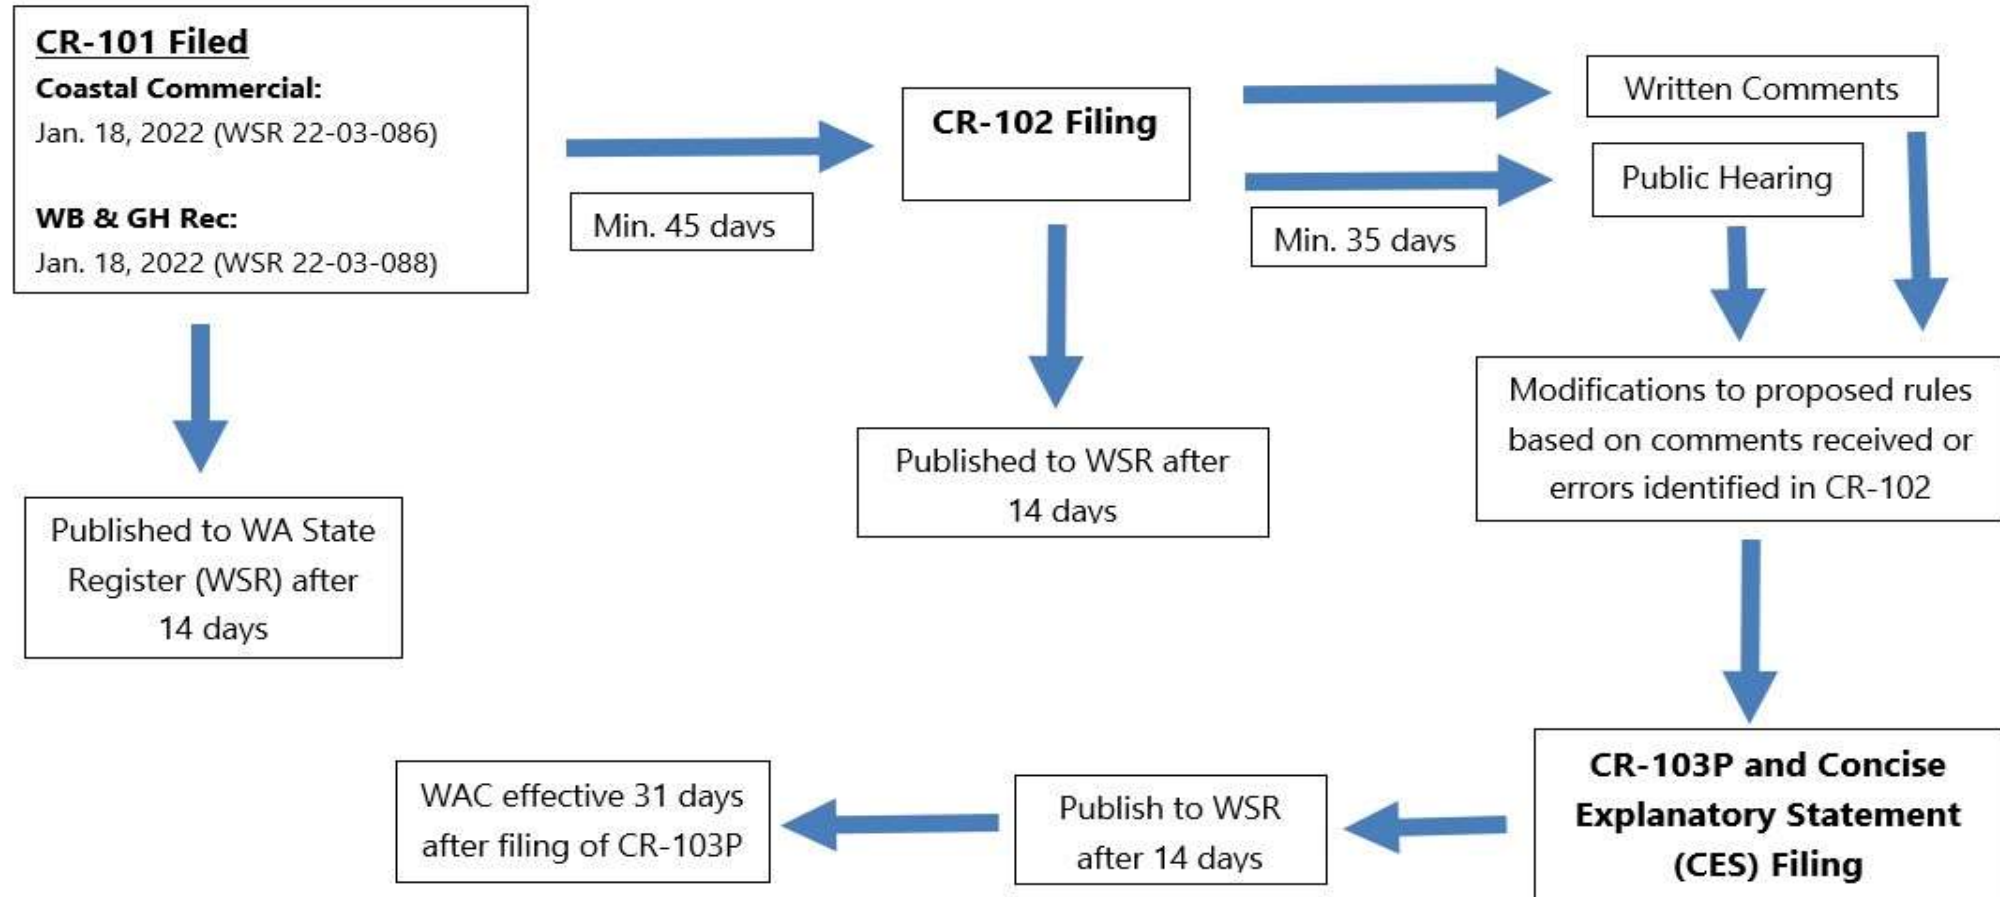 CR-101 Filed
Coastal Commercial:
Jan. 18, 2022 (WSR 22-03-086)
WB & GH Rec:
Jan. 18, 2022 (WSR 22-03-088)
Min. 45 days
CR-102 Filing
Min. 35 days
Written Comments
Public Hearing
Published to WA State
Register (WSR) after
14 days
Published to WSR after
14 days
Modifications to proposed rules
based on comments received or
errors identified in CR-102
CR-103P and Concise
Explanatory Statement
(CES) Filing
Publish to WSR
after 14 days
WAC effective 31 days
after filing of CR-103P